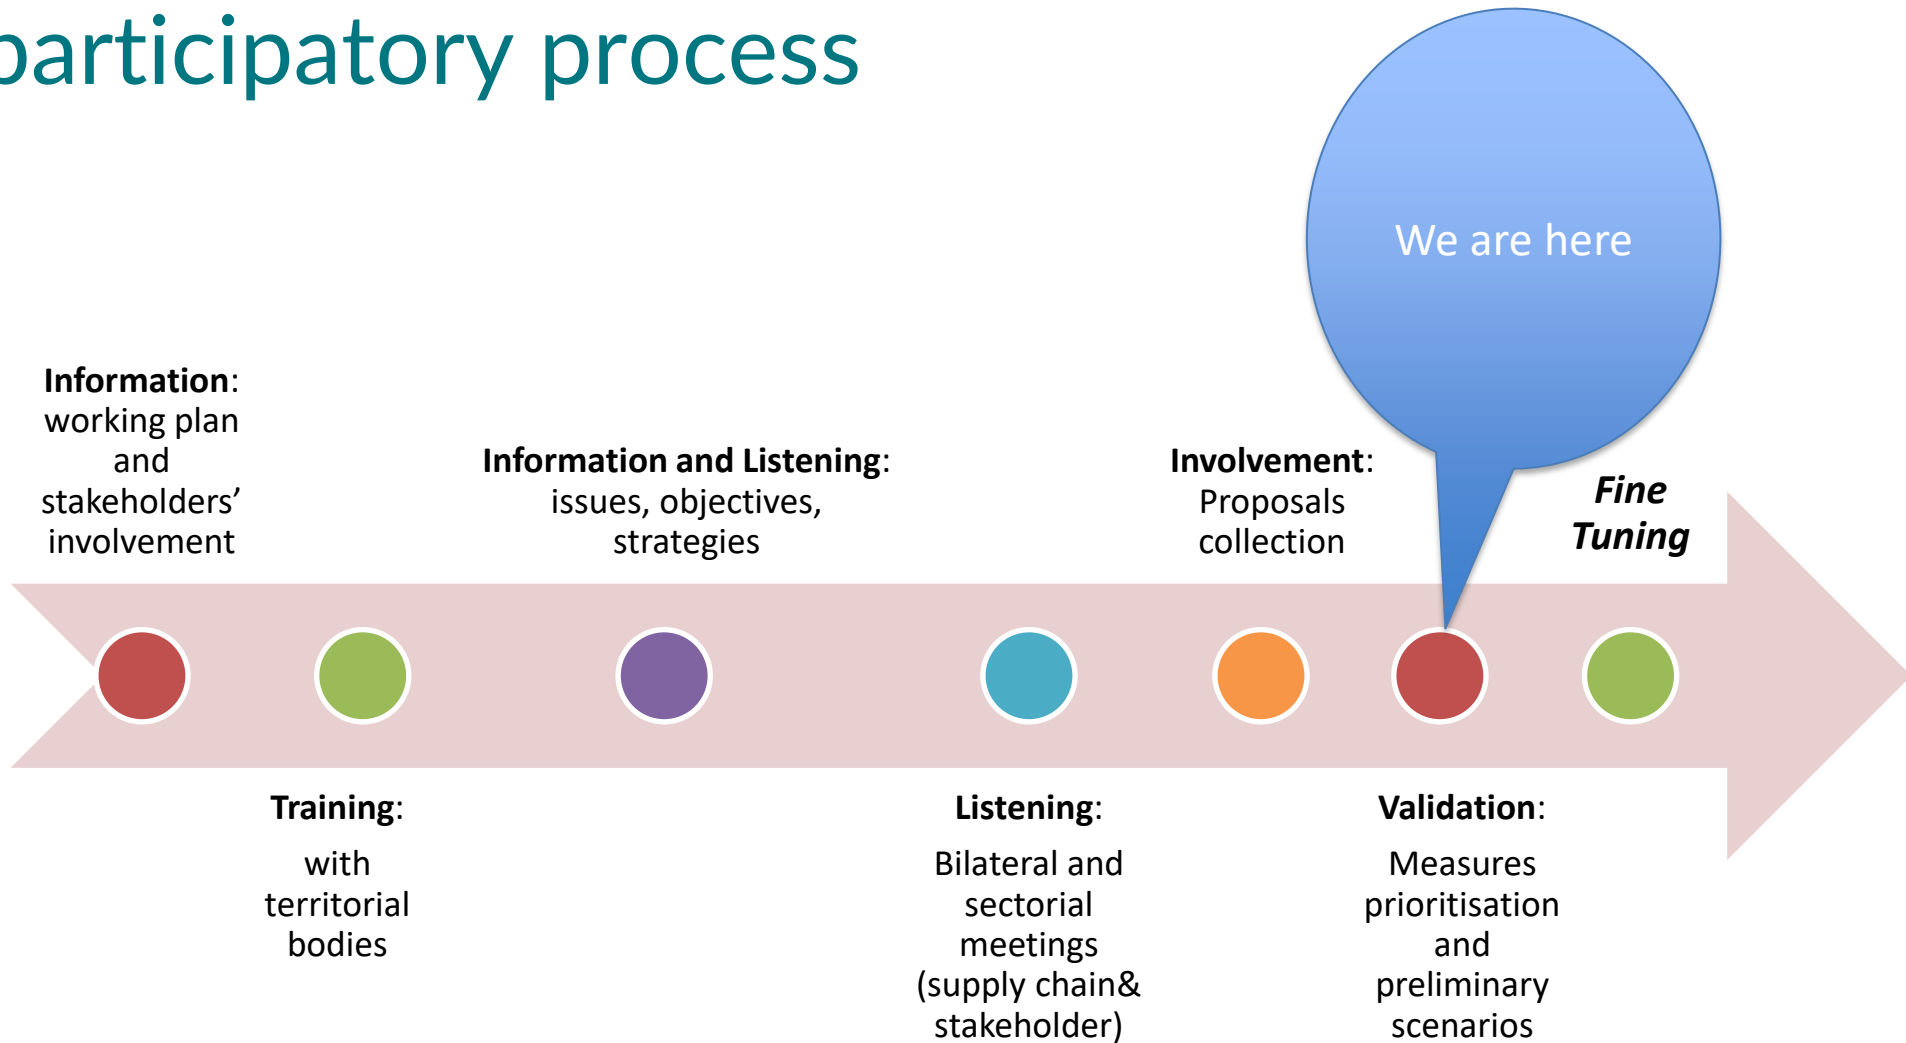 participatory process
We are here
Information:
working plan
and
stakeholders’
involvement
Information and Listening:
issues, objectives,
strategies
Involvement:
Proposals
collection
Fine
Tuning
Training:
with
territorial
bodies
Listening:
Bilateral and
sectorial
meetings
(supply chain&
stakeholder)
Validation:
Measures
prioritisation
and
preliminary
scenarios